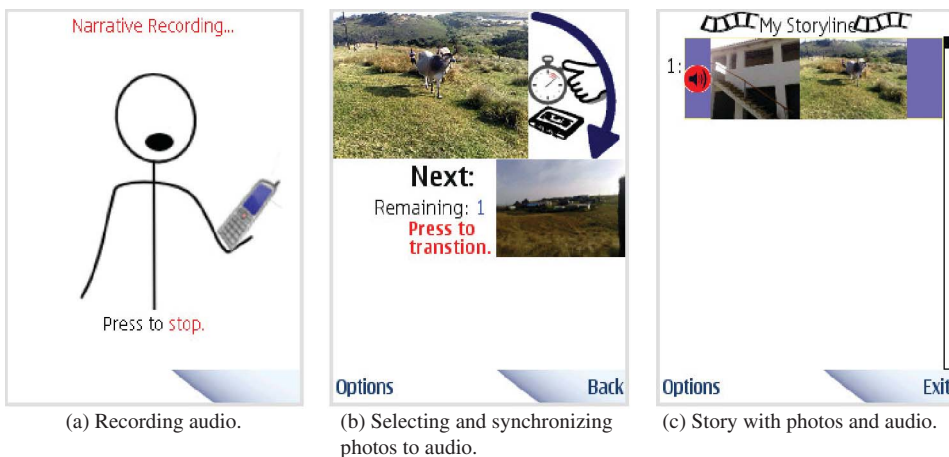 Narrative Recording...
Press to stop.
(a) Recording audio.
Next:
Remaining: 1
Press to
transtion.
Options Back
(b) Selecting and synchronizing
photos to audio.
My Storyline
1:
Options Exit
(c) Story with photos and audio.